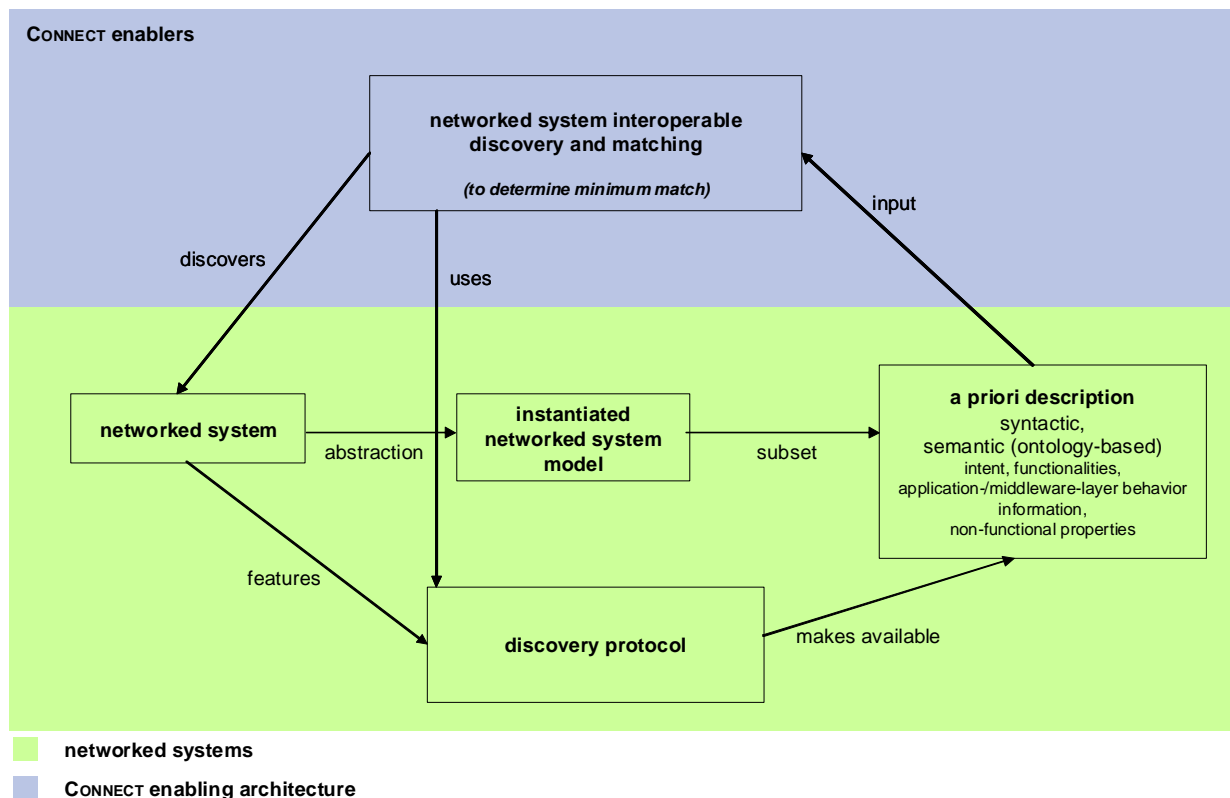 CONNECT enablers
networked system interoperable
discovery and matching
(to determine minimum match)
input
discovers
uses
networked system
abstraction
instantiated
networked system
model
subset
a priori description
syntactic,
semantic (ontology-based)
intent, functionalities,
application-/middleware-layer behavior
information,
non-functional properties
features
discovery protocol
makes available
networked systems
CONNECT enabling architecture